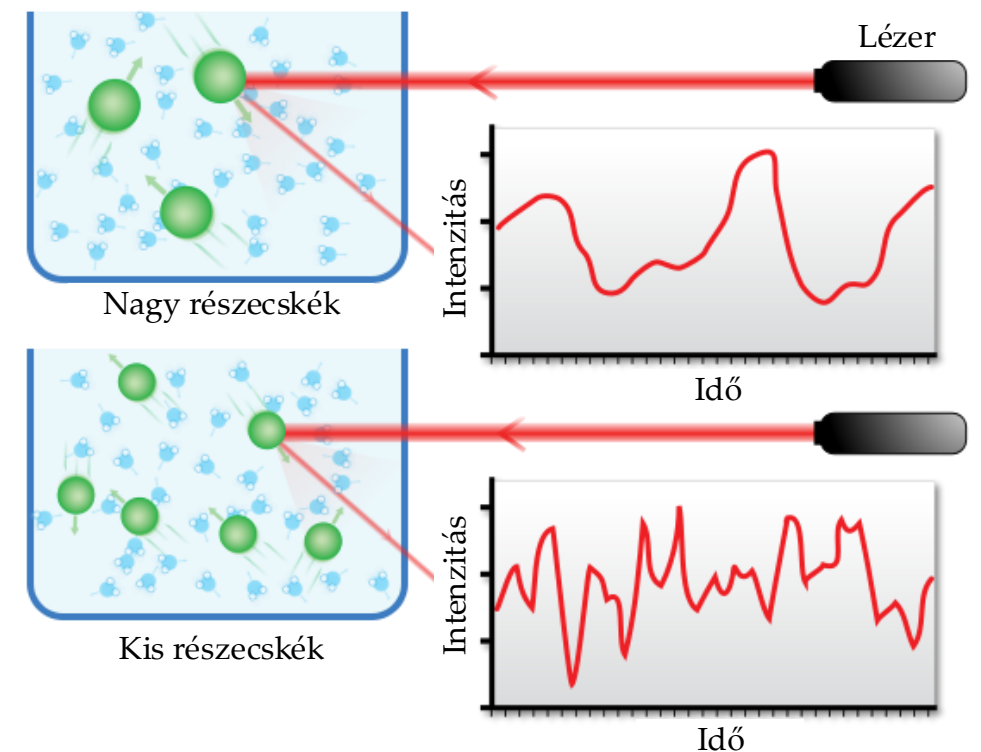 Lézer
Intenzitás
Nagy részecskék
Idő
Intenzitás
Kis részecskék
Idő